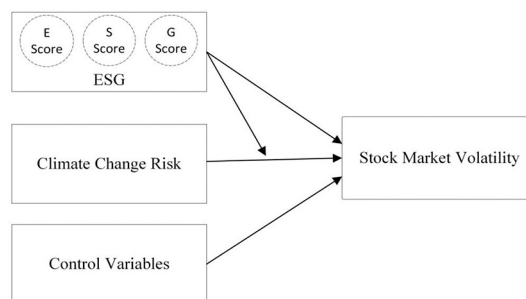 E
Score
S
Score
G
Score
ESG
Climate Change Risk
Stock Market Volatility
Control Variables